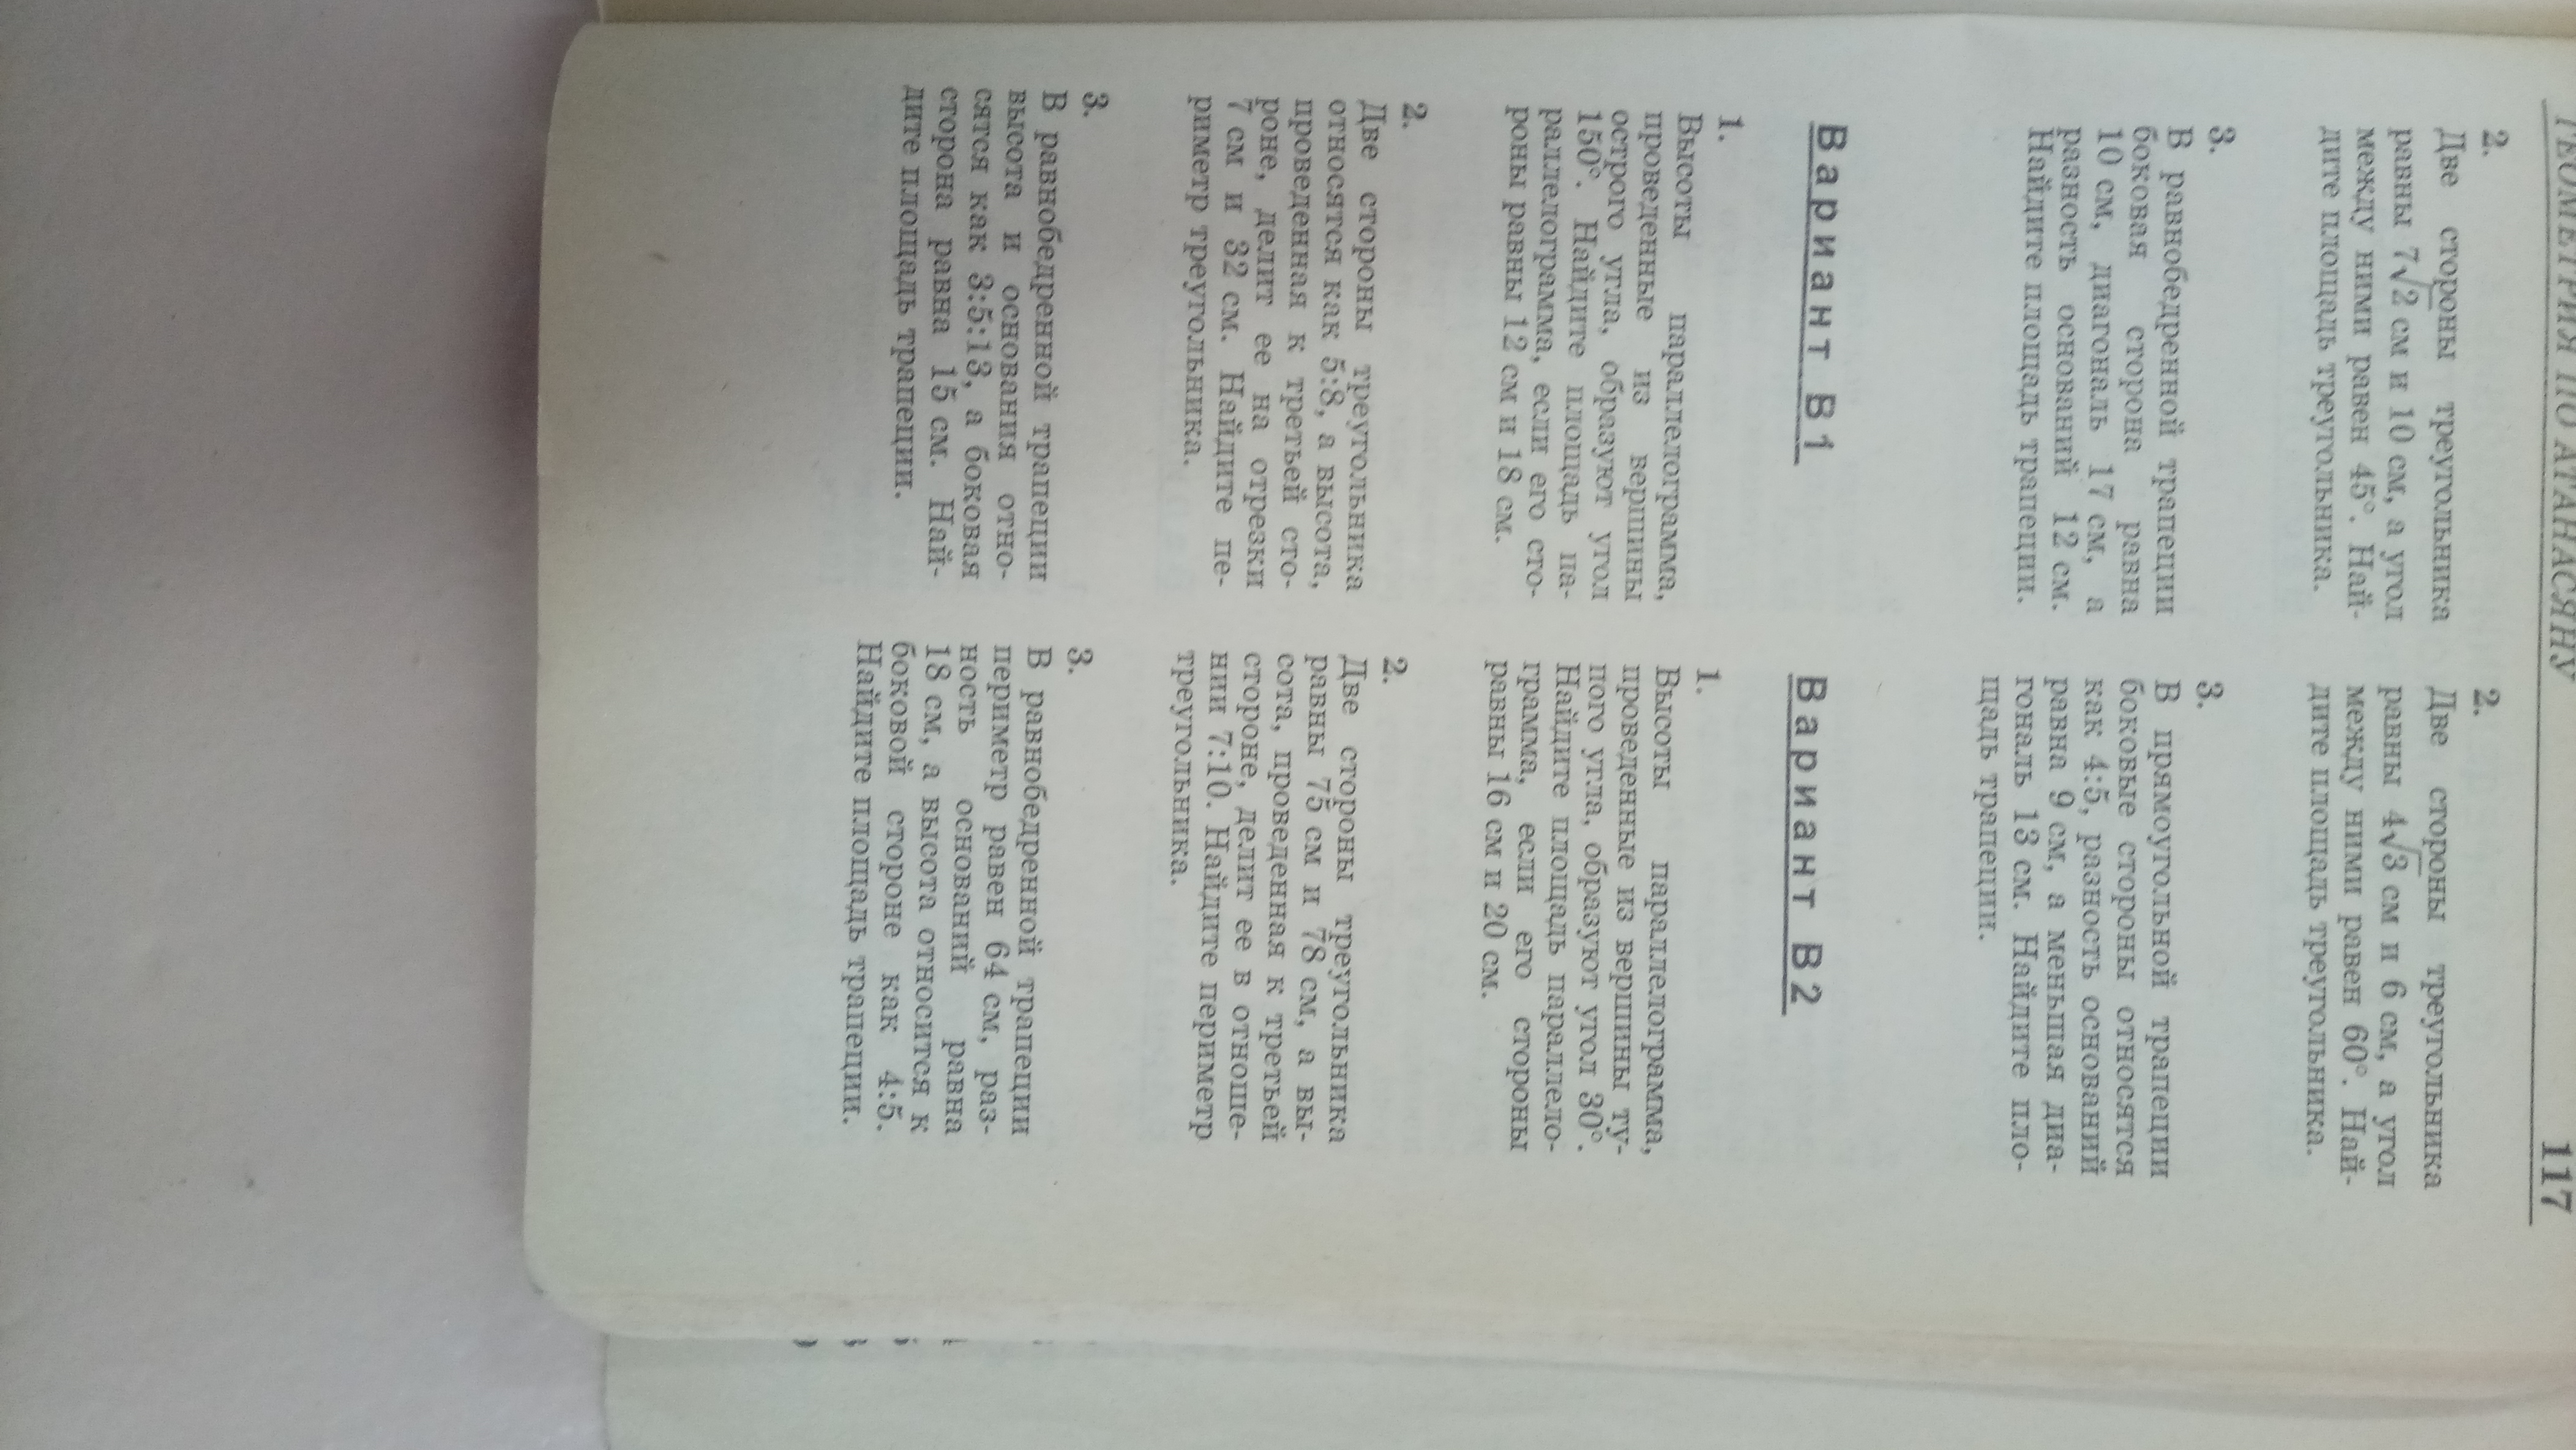 ГЕОМЕТРИЯ ПО АТАНАСЯНУ 117
2.
Две стороны треугольника
равны 7√2 см и 10 см, а угол
между ними равен 45°. Най-
дите площадь треугольника.
3.
В равнобедренной трапеции
боковая сторона равна
10 см, диагональ 17 см, а
разность оснований 12 см.
Найдите площадь трапеции.
2.
Две стороны треугольника
равны 4√3 см и 6 см, а угол
между ними равен 60°. Най-
дите площадь треугольника.
3.
В прямоугольной трапеции
боковые стороны относятся
как 4:5, разность оснований
равна 9 см, а меньшая диа-
гональ 13 см. Найдите пло-
щадь трапеции.
Вариант В1
1.
Высоты параллелограмма,
проведенные из вершины
острого угла, образуют угол
150°. Найдите площадь па-
раллелограмма, если его сто-
роны равны 12 см и 18 см.
2.
Две стороны треугольника
относятся как 5:8, а высота,
проведенная к третьей сто-
роне, делит ее на отрезки
7 см и 32 см. Найдите пе-
риметр треугольника.
3.
В равнобедренной трапеции
высота и основания отно-
сятся как 3:5:13, а боковая
сторона равна 15 см. Най-
дите площадь трапеции.
Вариант В2
1.
Высоты параллелограмма,
проведенные из вершины ту-
пого угла, образуют угол 30°.
Найдите площадь параллело-
грамма, если его стороны
равны 16 см и 20 см.
2.
Две стороны треугольника
равны 75 см и 78 см, а вы-
сота, проведенная к третьей
стороне, делит ее в отноше-
нии 7:10. Найдите периметр
треугольника.
3.
В равнобедренной трапеции
периметр равен 64 см, раз-
ность оснований равна
18 см, а высота относится к
боковой стороне как 4:5.
Найдите площадь трапеции.